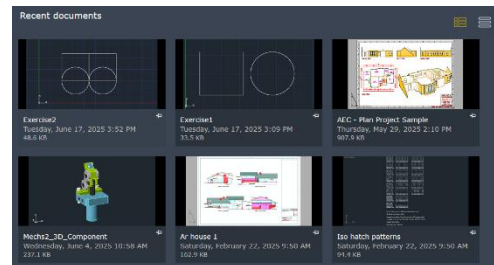 Recent documents
Exercise2
Tuesday, June 17, 2025 3:52 PM
48.6 KB
Exercise1
Tuesday, June 17, 2025 3:09 PM
33.5 KB
AEC - Plan Project Sample
Thursday, May 29, 2025 2:10 PM
907.9 KB
Mechs2_3D_Component
Wednesday, June 4, 2025 10:58 AM
237.1 KB
Ar house 1
Saturday, February 22, 2025 9:50 AM
162.9 KB
Iso hatch patterns
Saturday, February 22, 2025 9:50 AM
94.4 KB